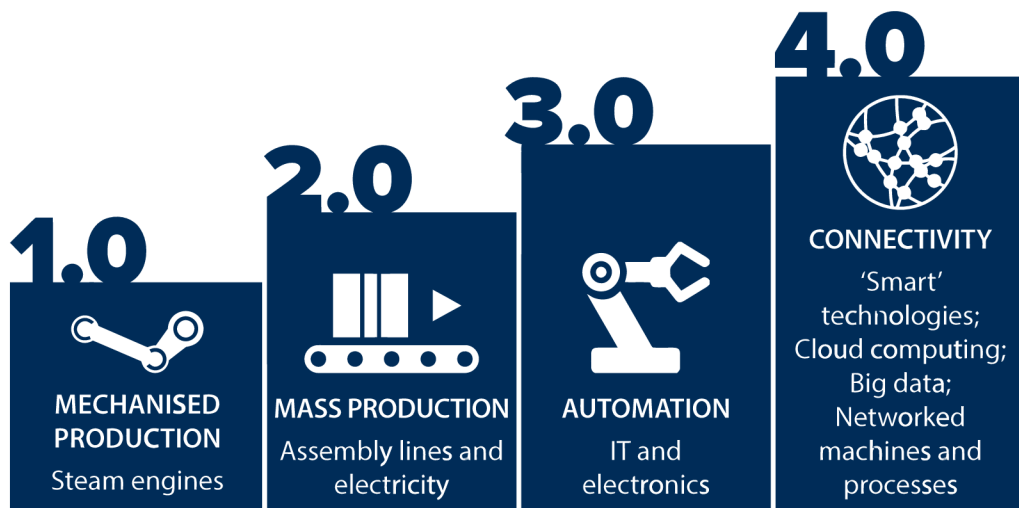 1.0
MECHANISED
PRODUCTION
Steam engines
2.0
MASS PRODUCTION
Assembly lines and
electricity
3.0
AUTOMATION
IT and
electronics
4.0
CONNECTIVITY
‘Smart’
technologies;
Cloud computing;
Big data;
Networked
machines and
processes